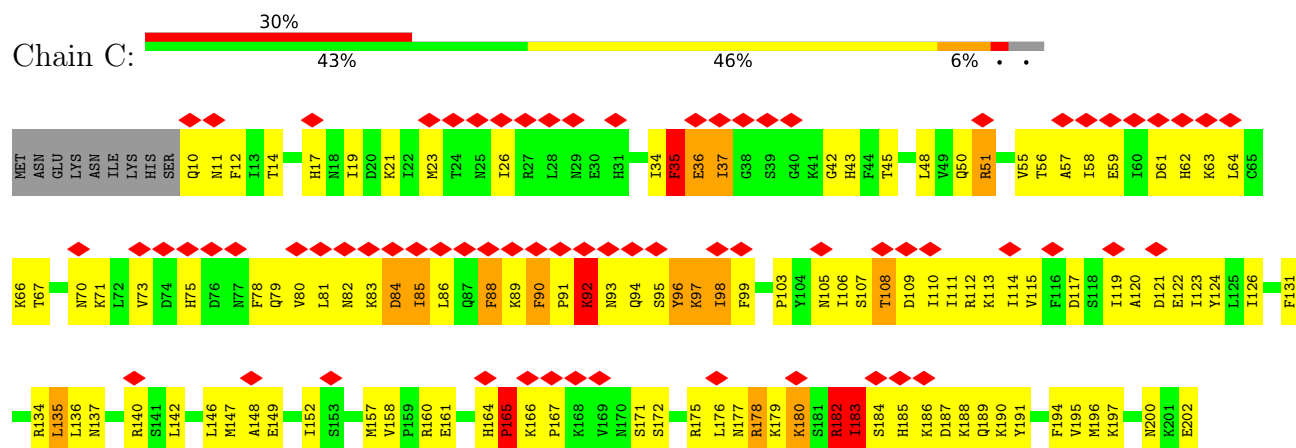 30%
Chain C:
43% 46% 6% • •
MET ASN GLU LYS ASN ILE LYS HIS SER Q10 N11 F12 I13 T14 H17 N18 I19 D20 K21 I22 M23 T24 N25 I26 R27 L28 N29 E30 H31 I34 F35 E36 I37 G38 S39 G40 K41 G42 H43 F44 T45 L48 V49 Q50 R51 V55 T56 A57 I58 E59 I60 D61 H62 K63 L64 C65
K66 T67 N70 K71 L72 V73 D74 H75 D76 N77 F78 Q79 V80 L81 N82 K83 D84 I85 L86 Q87 F88 K89 F90 P91 K92 N93 Q94 S95 Y96 K97 I98 F99 P103 Y104 N105 I106 S107 T108 D109 I110 I111 R112 K113 I114 V115 F116 D117 S118 I119 A120 D121 E122 I123 Y124 L125 I126 F131
R134 L135 L136 N137 R140 S141 L142 L146 M147 A148 E149 I152 S153 M157 V158 P159 R160 E161 H164 P165 K166 P167 K168 V169 N170 S171 S172 R175 L176 N177 R178 K179 K180 S181 R182 I183 S184 H185 K186 D187 K188 Q189 K190 Y191 F194 V195 M196 K197 N200 K201 E202